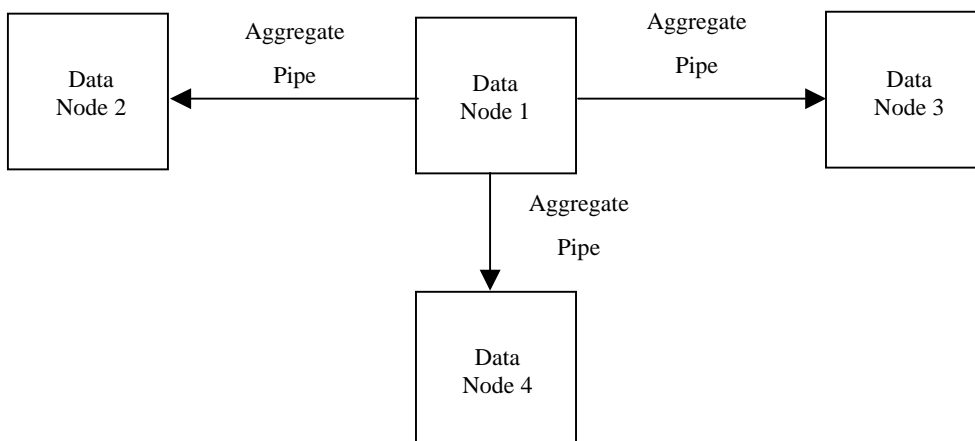 Data
Node 2
Aggregate
Pipe
Data
Node 1
Aggregate
Pipe
Data
Node 3
Aggregate
Pipe
Data
Node 4